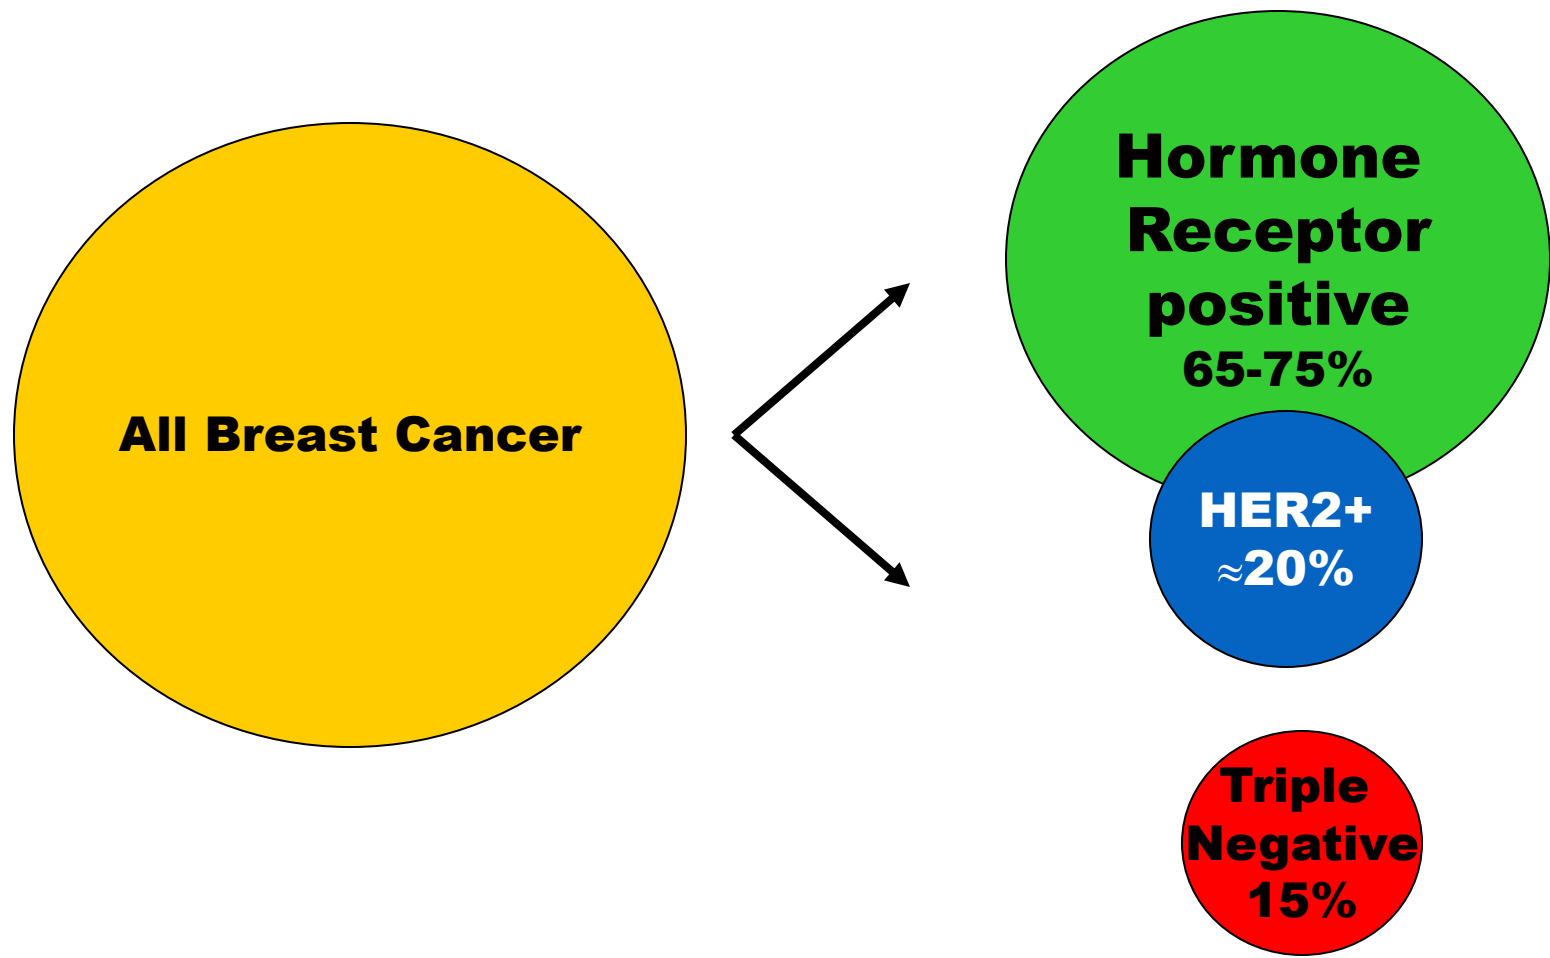 All Breast Cancer
Hormone
Receptor
positive
65-75%
HER2+
≈20%
Triple
Negative
15%